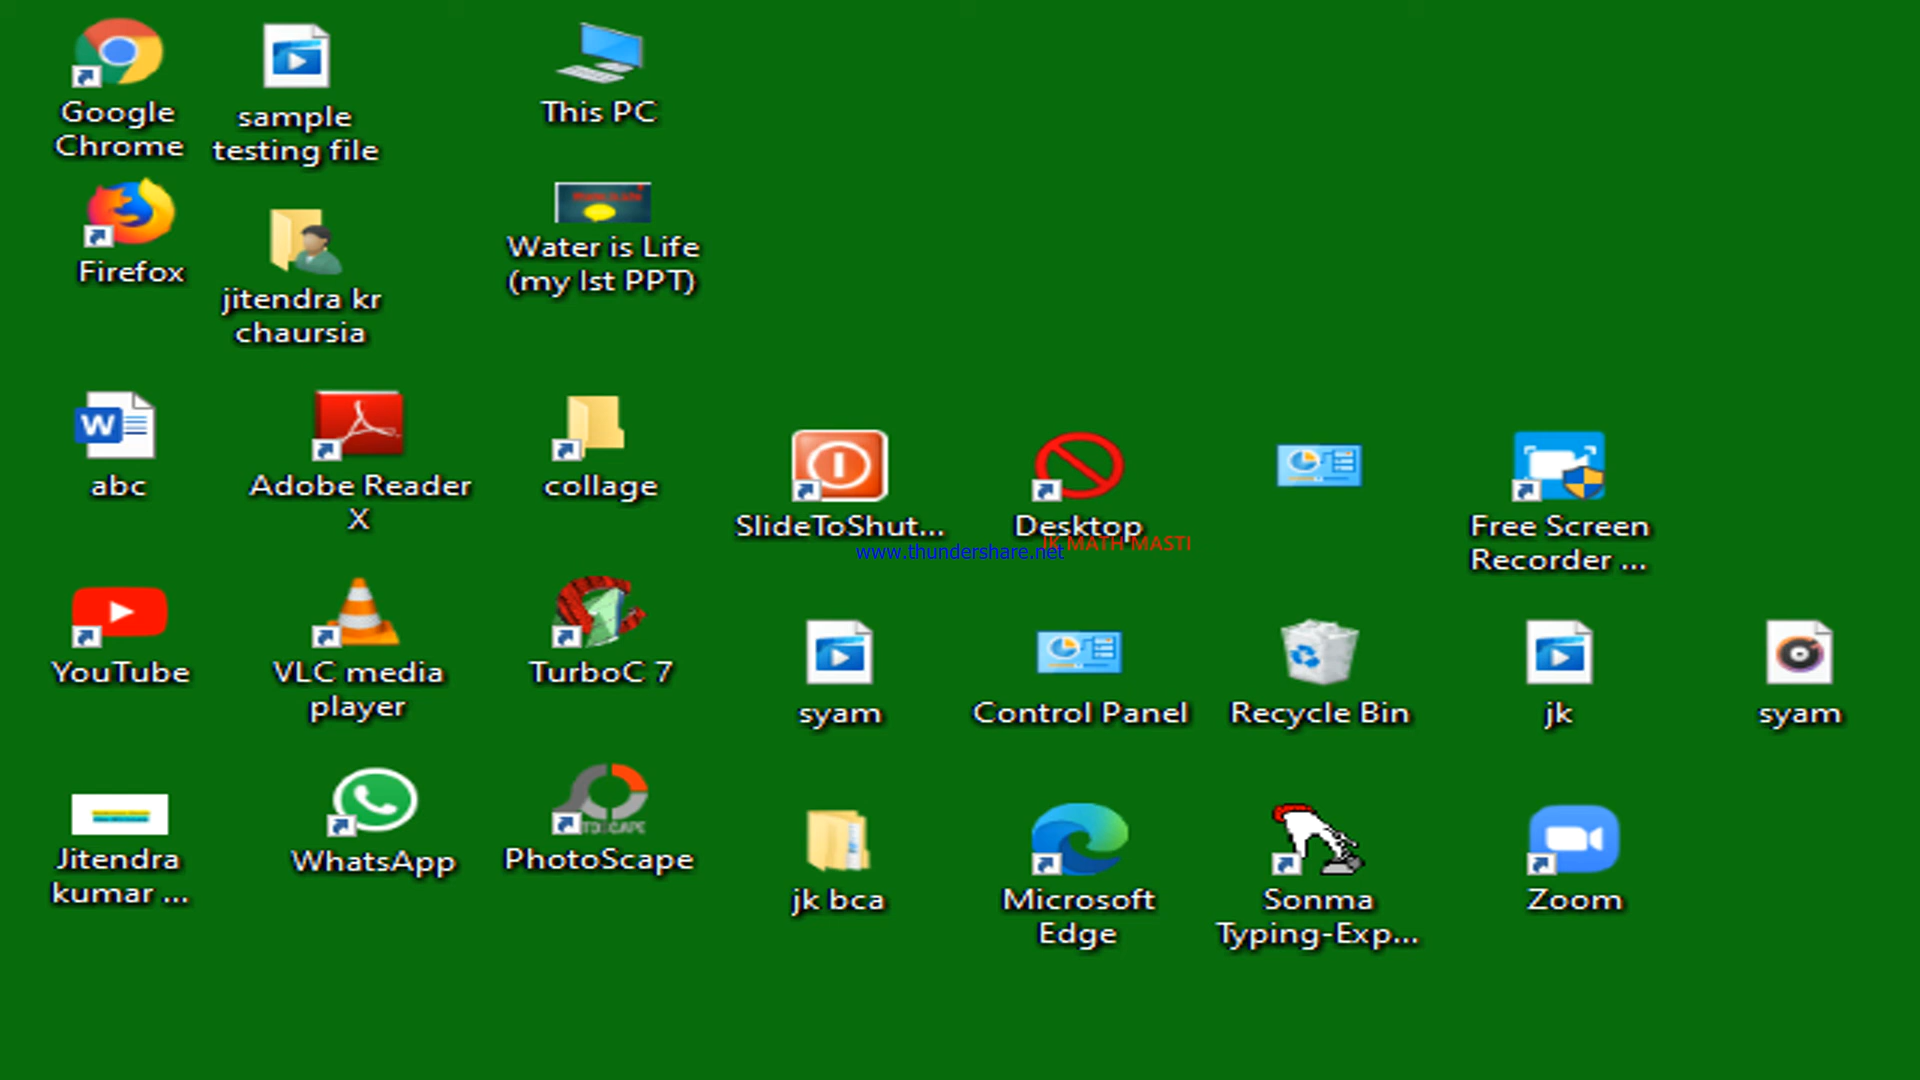 Google
Chrome
sample
testing file
This PC
Firefox
jitendra kr
chaursia
Water is Life
(my Ist PPT)
abc
Adobe Reader
X
collage
SlideToShut...
Desktop
Free Screen
Recorder ...
www.thundershare.net
JK MATH MASTI
YouTube
VLC media
player
TurboC 7
syam
Control Panel
Recycle Bin
jk
syam
Jitendra
kumar ...
WhatsApp
PhotoScape
jk bca
Microsoft
Edge
Sonma
Typing-Exp...
Zoom